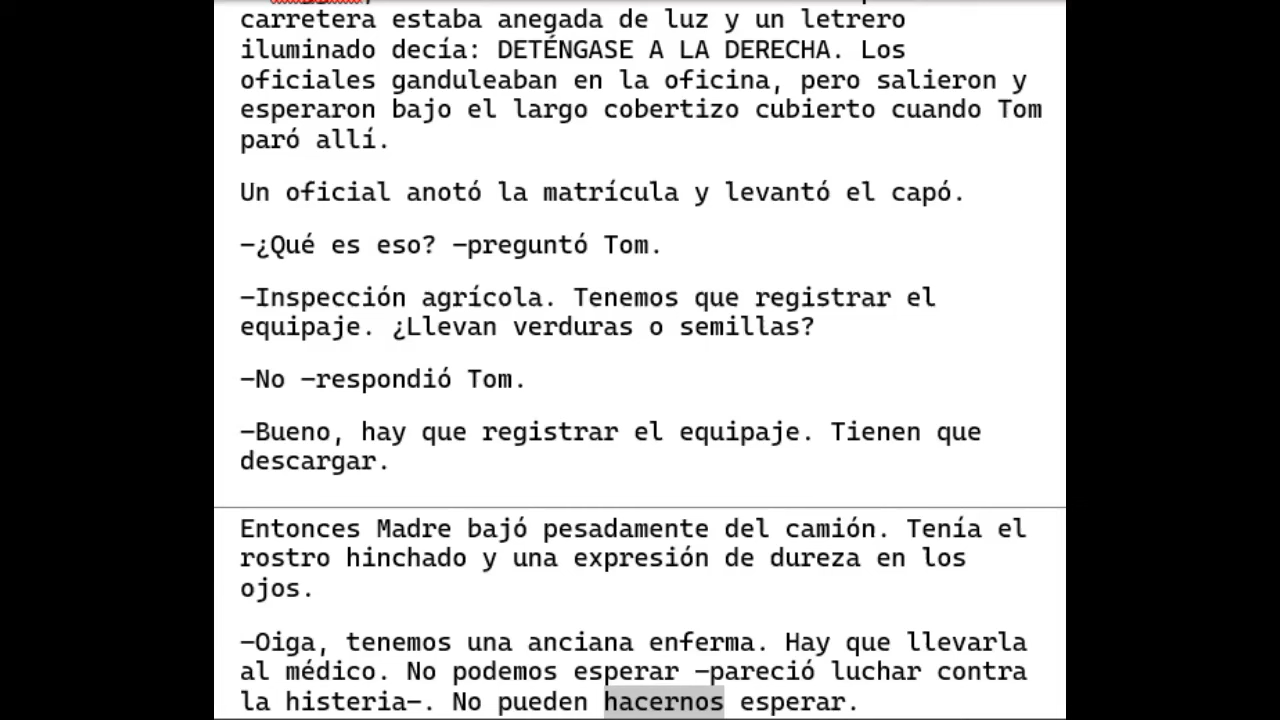 carretera estaba anegada de luz y un letrero
iluminado decía: DETÉNGASE A LA DERECHA. Los
oficiales ganduleaban en la oficina, pero salieron y
esperaron bajo el largo cobertizo cubierto cuando Tom
paró allí.
Un oficial anotó la matrícula y levantó el capó.
—¿Qué es eso? —preguntó Tom.
—Inspección agrícola. Tenemos que registrar el
equipaje. ¿Llevan verduras o semillas?
—No —respondió Tom.
—Bueno, hay que registrar el equipaje. Tienen que
descargar.
Entonces Madre bajó pesadamente del camión. Tenía el
rostro hinchado y una expresión de dureza en los
ojos.
—Oiga, tenemos una anciana enferma. Hay que llevarla
al médico. No podemos esperar —pareció luchar contra
la histeria—. No pueden hacernos esperar.